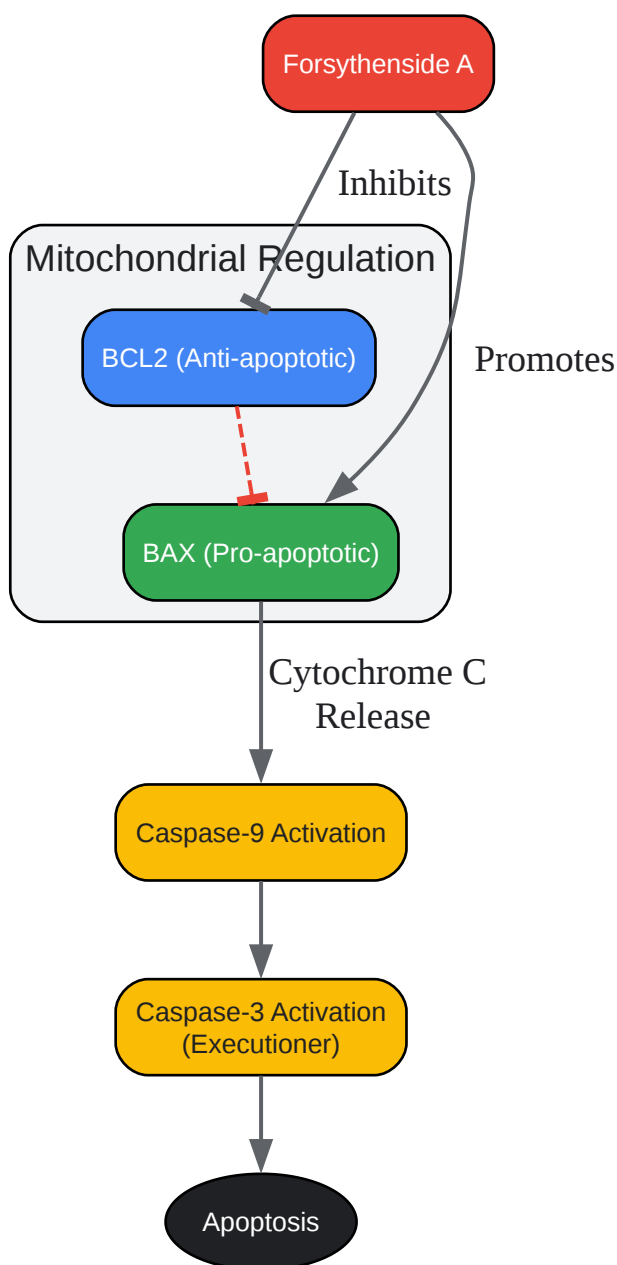 Forsythenside A
Inhibits
Mitochondrial Regulation
BCL2 (Anti-apoptotic)
Promotes
BAX (Pro-apoptotic)
Cytochrome C
Release
Caspase-9 Activation
Caspase-3 Activation
(Executioner)
Apoptosis